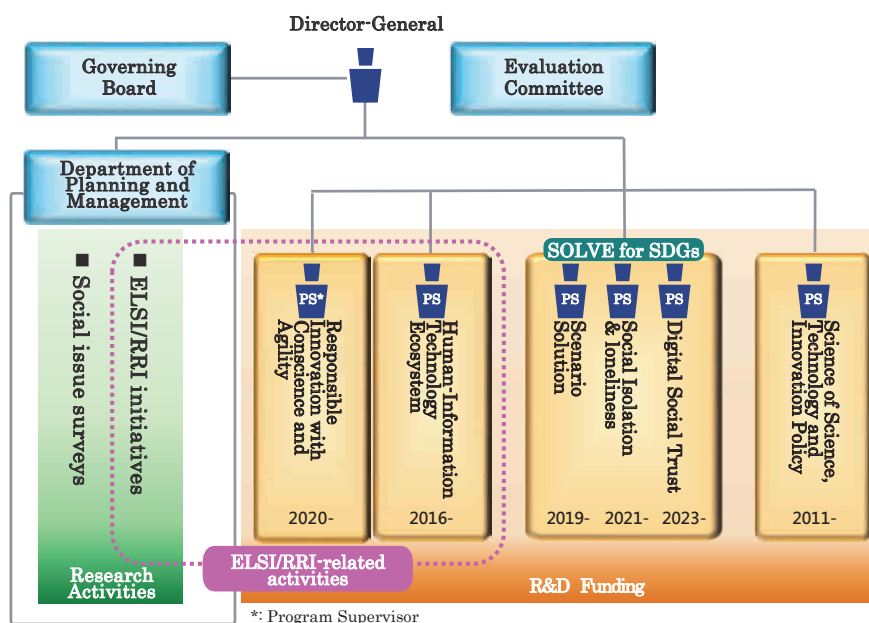 Director-General
Governing
Board
Evaluation
Committee
Department of
Planning and
Management
■ ELSI/RRI initiatives
■ Social issue surveys
Research
Activities
PS*
Responsible
Innovation with
Conscience and
Agility
2020-
PS
Human-Information
Technology
Ecosystem
2016-
ELSI/RRI-related
activities
SOLVE for SDGs
PS
Scenario
Solution
2019-
PS
Social Isolation
& loneliness
2021-
PS
Digital Social Trust
2023-
PS
Science of Science,
Technology and
Innovation Policy
2011-
R&D Funding
*: Program Supervisor